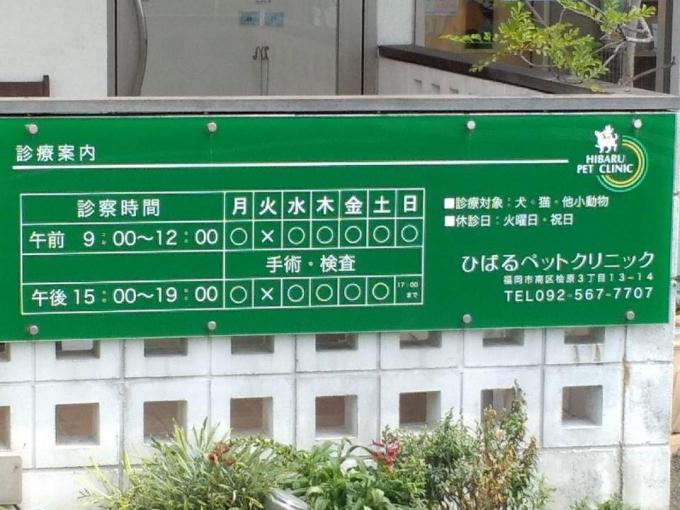 診療案内
HIBARU
PET CLINIC
診察時間 月 火 水 木 金 土 日
午前 9:00〜12:00 ○ × ○ ○ ○ ○ ○
手術・検査
午後 15:00〜19:00 ○ × ○ ○ ○ ○ 17:00まで
■診療対象：犬・猫・他小動物
■休診日：火曜日・祝日
ひばるペットクリニック
福岡市南区桧原3丁目13-14
TEL092-567-7707